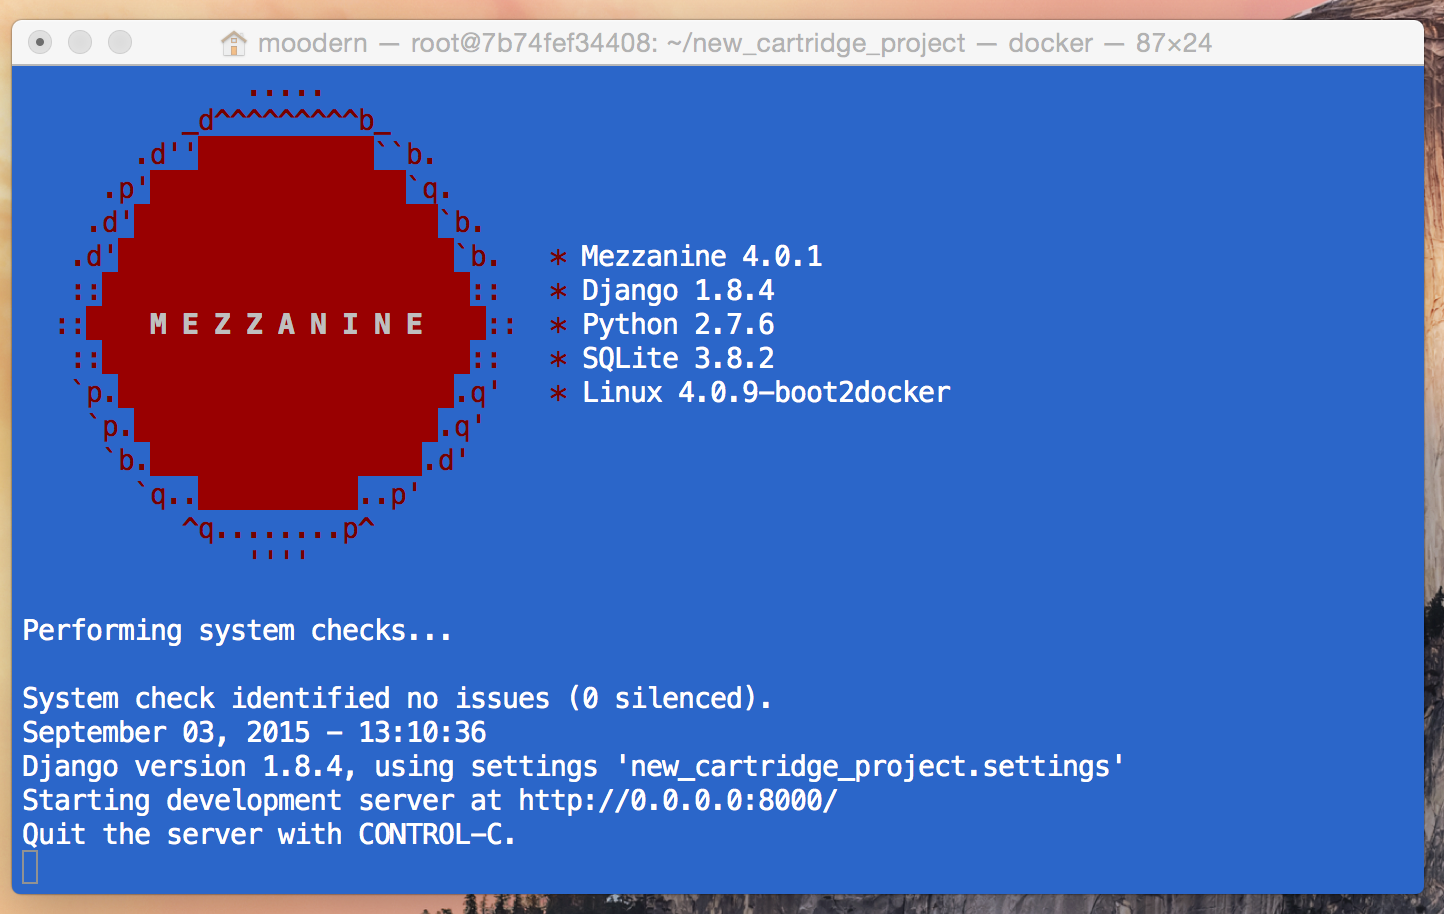 moodern — root@7b74fef34408: ~/new_cartridge_project — docker — 87×24
.....
_d^^^^^^^^^b_
.d''           ``b.
.p'                `q.
.d'                   `b.
.d'                     `b.   * Mezzanine 4.0.1
::                       ::   * Django 1.8.4
::    M E Z Z A N I N E    ::  * Python 2.7.6
::                       ::   * SQLite 3.8.2
`p.                     .q'   * Linux 4.0.9-boot2docker
`p.                   .q'
`b.                 .d'
`q..          ..p'
^q........p^
''''
Performing system checks...
System check identified no issues (0 silenced).
September 03, 2015 - 13:10:36
Django version 1.8.4, using settings 'new_cartridge_project.settings'
Starting development server at http://0.0.0.0:8000/
Quit the server with CONTROL-C.